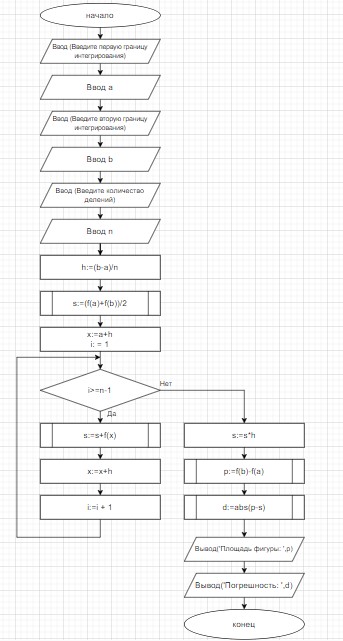 начало
Ввод (Введите первую границу
интегрирования)
Ввод a
Ввод (Введите вторую границу
интегрирования)
Ввод b
Ввод (Введите количество
делений)
Ввод n
h:=(b-a)/n
s:=(f(a)+f(b))/2
x:=a+h
i: = 1
i>=n-1
Нет
Да
s:=s+f(x)
x:=x+h
i:=i + 1
s:=s*h
p:=f(b)-f(a)
d:=abs(p-s)
Вывод('Площадь фигуры: ',p)
Вывод('Погрешность: ',d)
конец